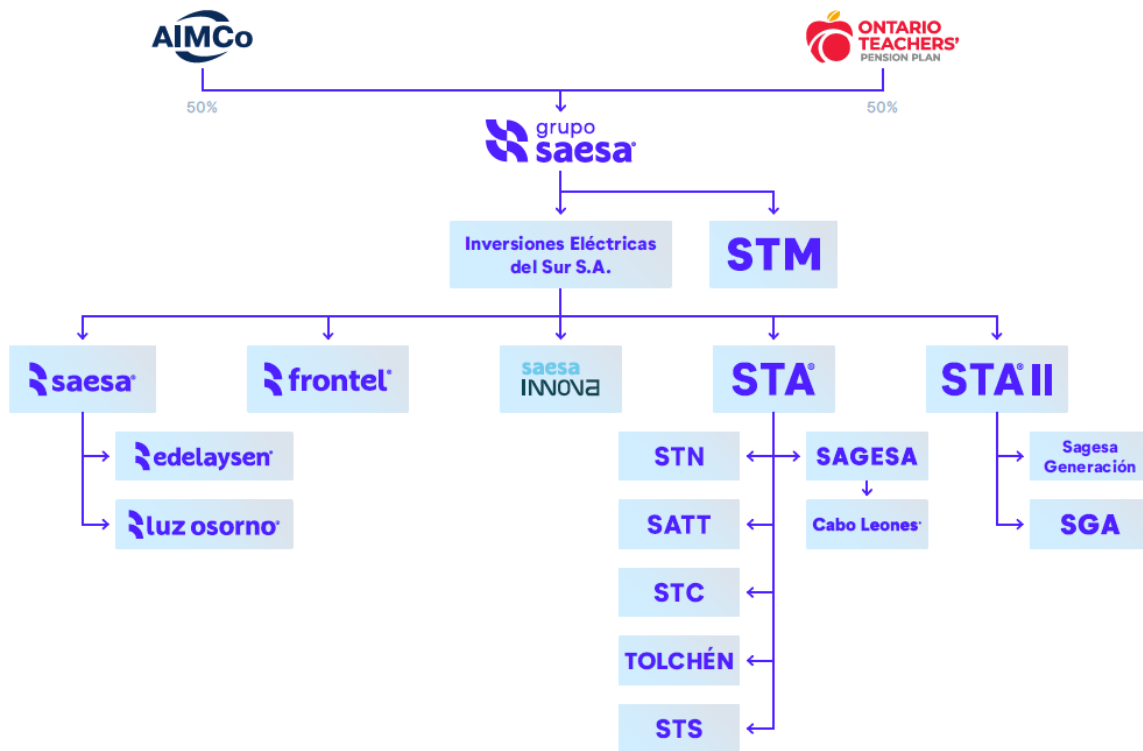 AIMCo
ONTARIO
TEACHERS'
PENSION PLAN
50%
50%
grupo
saesa®
Inversiones Eléctricas
del Sur S.A.
STM
saesa®
frontel®
saesa
INNOVA
STA®
STA® II
edelaysen®
luz osorno®
STN
SAGESA
SATT
Cabo Leones
STC
TOLCHÉN
STS
Sagesa
Generación
SGA